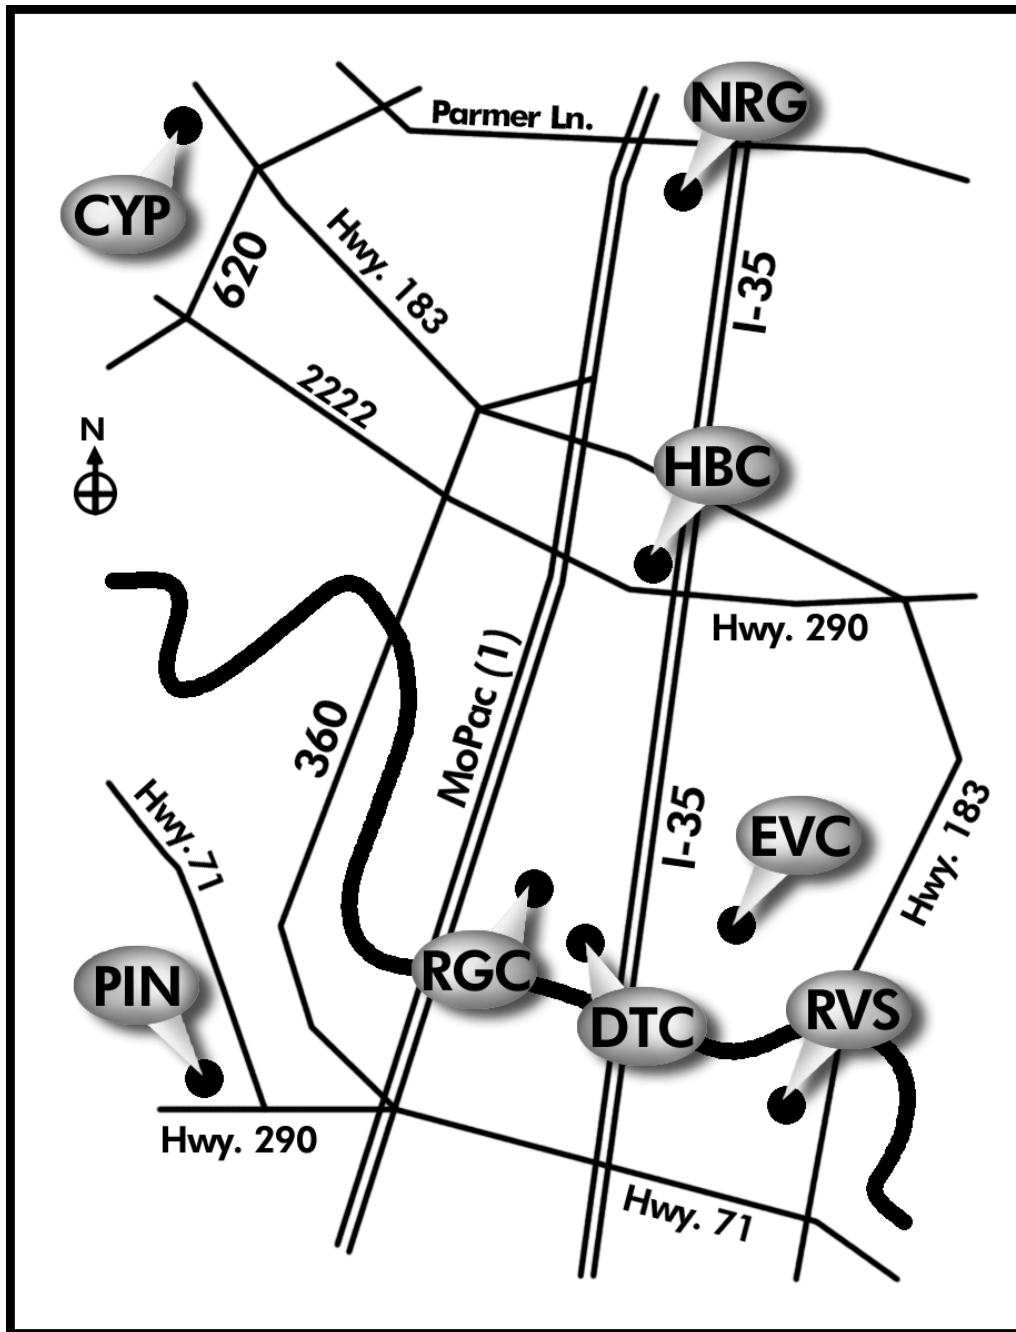 NRG
Parmer Ln.
CYP
Hwy. 183
620
I-35
2222
N
HBC
Hwy. 290
MoPac (1)
360
Hwy. 71
I-35
EVC
Hwy. 183
RGC
PIN
DTC
RVS
Hwy. 290
Hwy. 71